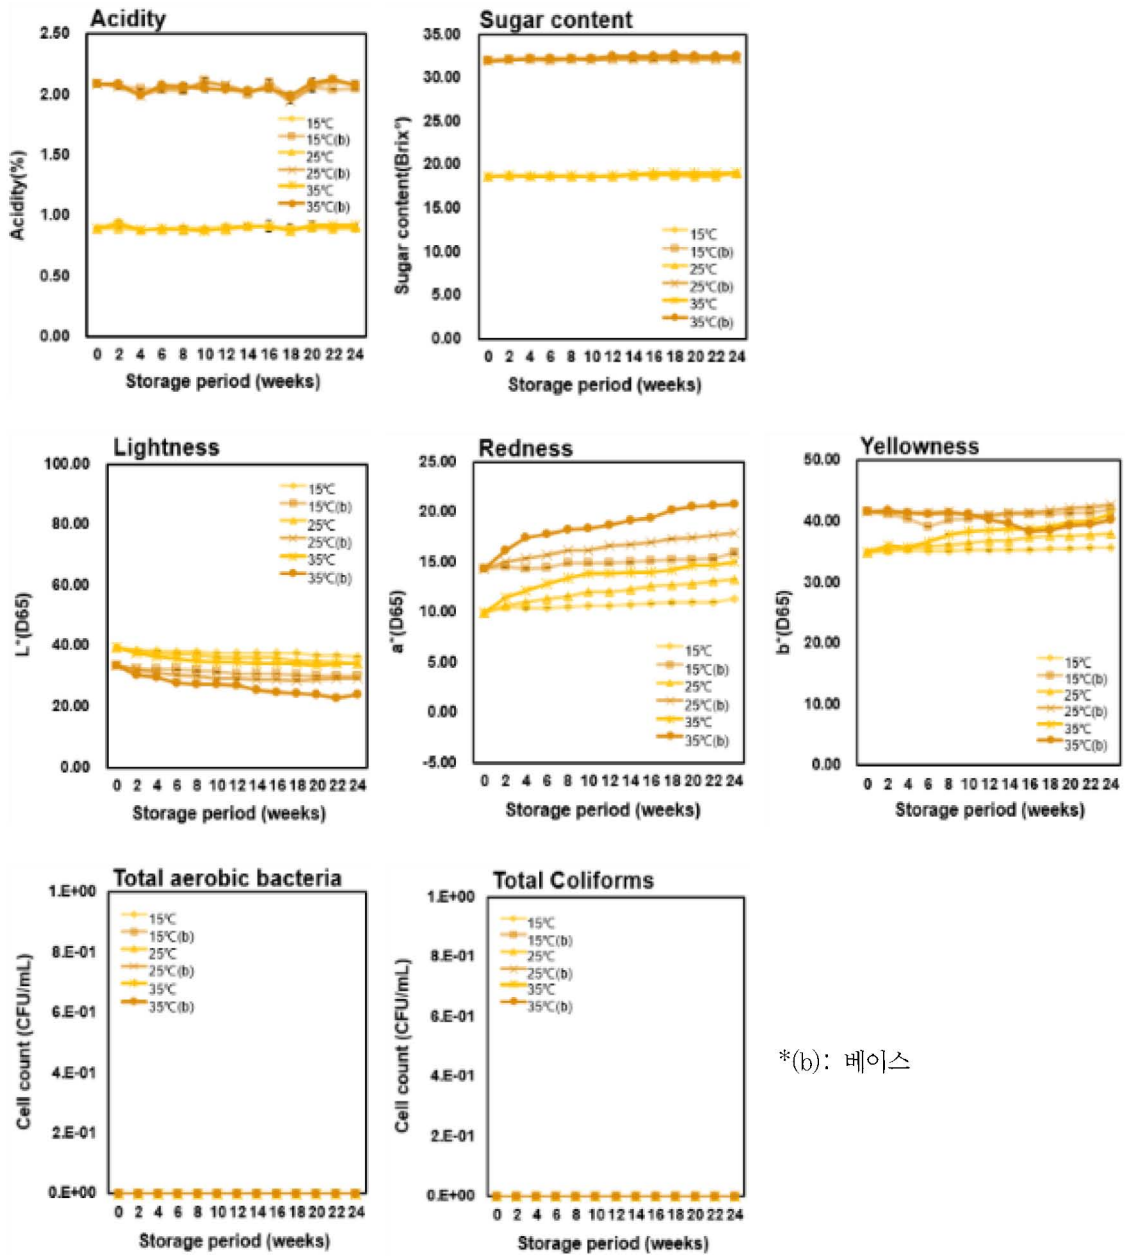 Acidity
2.50
2.00
1.50
1.00
0.50
0.00
Acidity(%)
15℃
15℃(b)
25℃
25℃(b)
35℃
35℃(b)
0 2 4 6 8 10 12 14 16 18 20 22 24
Storage period (weeks)
Sugar content
35.00
30.00
25.00
20.00
15.00
10.00
5.00
0.00
Sugar content(Brix°)
15℃
15℃(b)
25℃
25℃(b)
35℃
35℃(b)
0 2 4 6 8 10 12 14 16 18 20 22 24
Storage period (weeks)
Lightness
100.00
80.00
60.00
40.00
20.00
0.00
L*(D65)
15℃
15℃(b)
25℃
25℃(b)
35℃
35℃(b)
0 2 4 6 8 10 12 14 16 18 20 22 24
Storage period (weeks)
Redness
25.00
20.00
15.00
10.00
5.00
0.00
-5.00
a*(D65)
15℃
15℃(b)
25℃
25℃(b)
35℃
35℃(b)
0 2 4 6 8 10 12 14 16 18 20 22 24
Storage period (weeks)
Yellowness
50.00
40.00
30.00
20.00
10.00
0.00
b*(D65)
15℃
15℃(b)
25℃
25℃(b)
35℃
35℃(b)
0 2 4 6 8 10 12 14 16 18 20 22 24
Storage period (weeks)
Total aerobic bacteria
1.E+00
8.E-01
6.E-01
4.E-01
2.E-01
0.E+00
Cell count (CFU/mL)
15℃
15℃(b)
25℃
25℃(b)
35℃
35℃(b)
0 2 4 6 8 10 12 14 16 18 20 22 24
Storage period (weeks)
Total Coliforms
1.E+00
8.E-01
6.E-01
4.E-01
2.E-01
0.E+00
Cell count (CFU/mL)
15℃
15℃(b)
25℃
25℃(b)
35℃
35℃(b)
0 2 4 6 8 10 12 14 16 18 20 22 24
Storage period (weeks)
*(b): 베이스